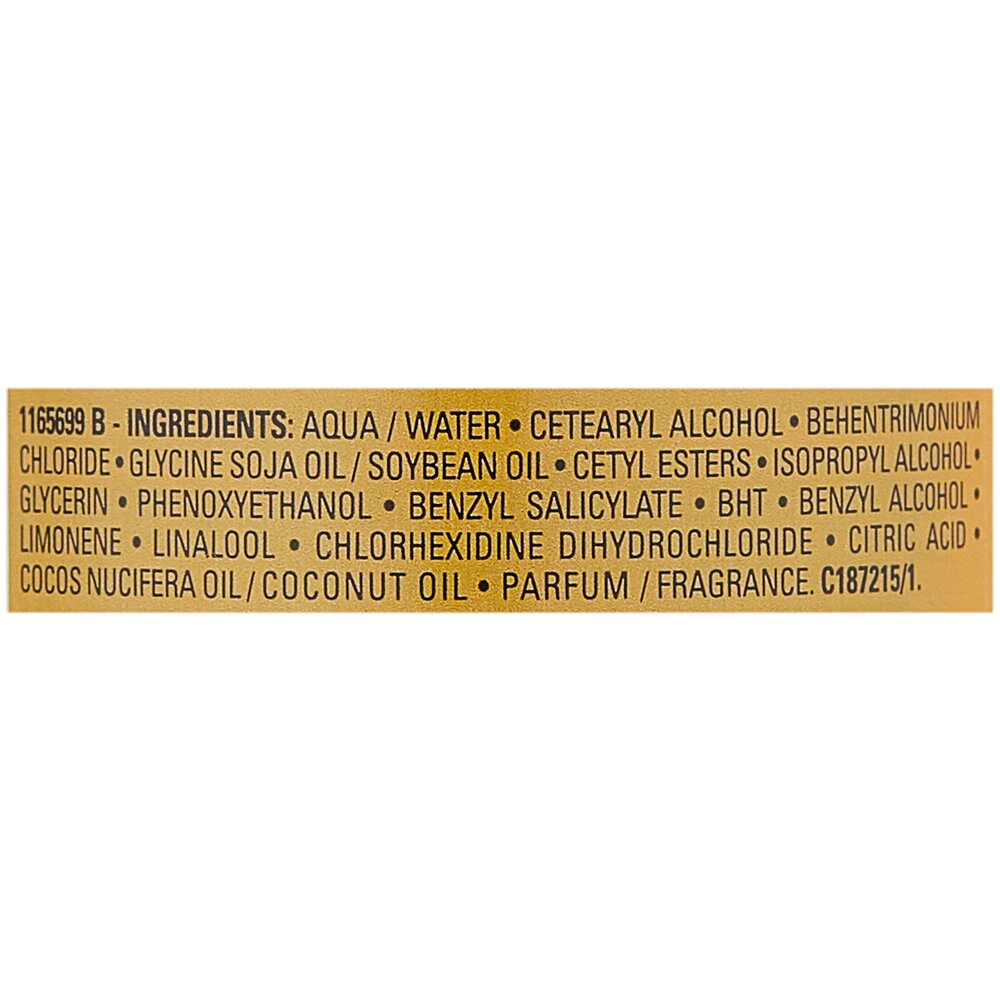 1165699 B - INGREDIENTS: AQUA / WATER • CETEARYL ALCOHOL • BEHENTRIMONIUM
CHLORIDE • GLYCINE SOJA OIL / SOYBEAN OIL • CETYL ESTERS • ISOPROPYL ALCOHOL •
GLYCERIN • PHENOXYETHANOL • BENZYL SALICYLATE • BHT • BENZYL ALCOHOL •
LIMONENE • LINALOOL • CHLORHEXIDINE DIHYDROCHLORIDE • CITRIC ACID •
COCOS NUCIFERA OIL / COCONUT OIL • PARFUM / FRAGRANCE. C187215/1.